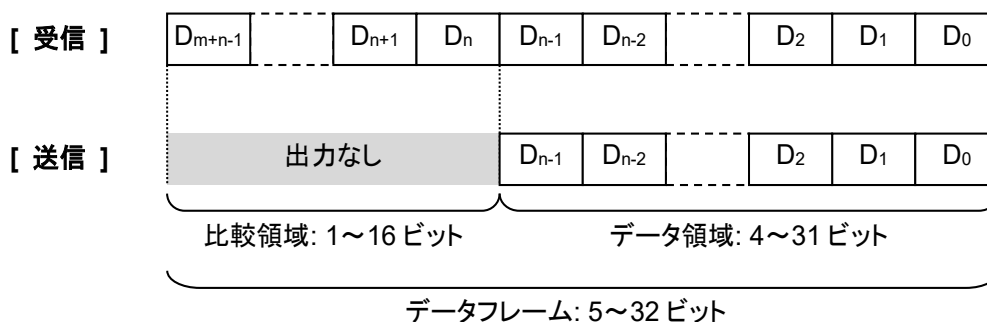 [ 受信 ] Dm+n-1 Dn+1 Dn Dn-1 Dn-2 D2 D1 D0
[ 送信 ] 出力なし Dn-1 Dn-2 D2 D1 D0
比較領域: 1～16 ビット データ領域: 4～31 ビット
データフレーム: 5～32 ビット